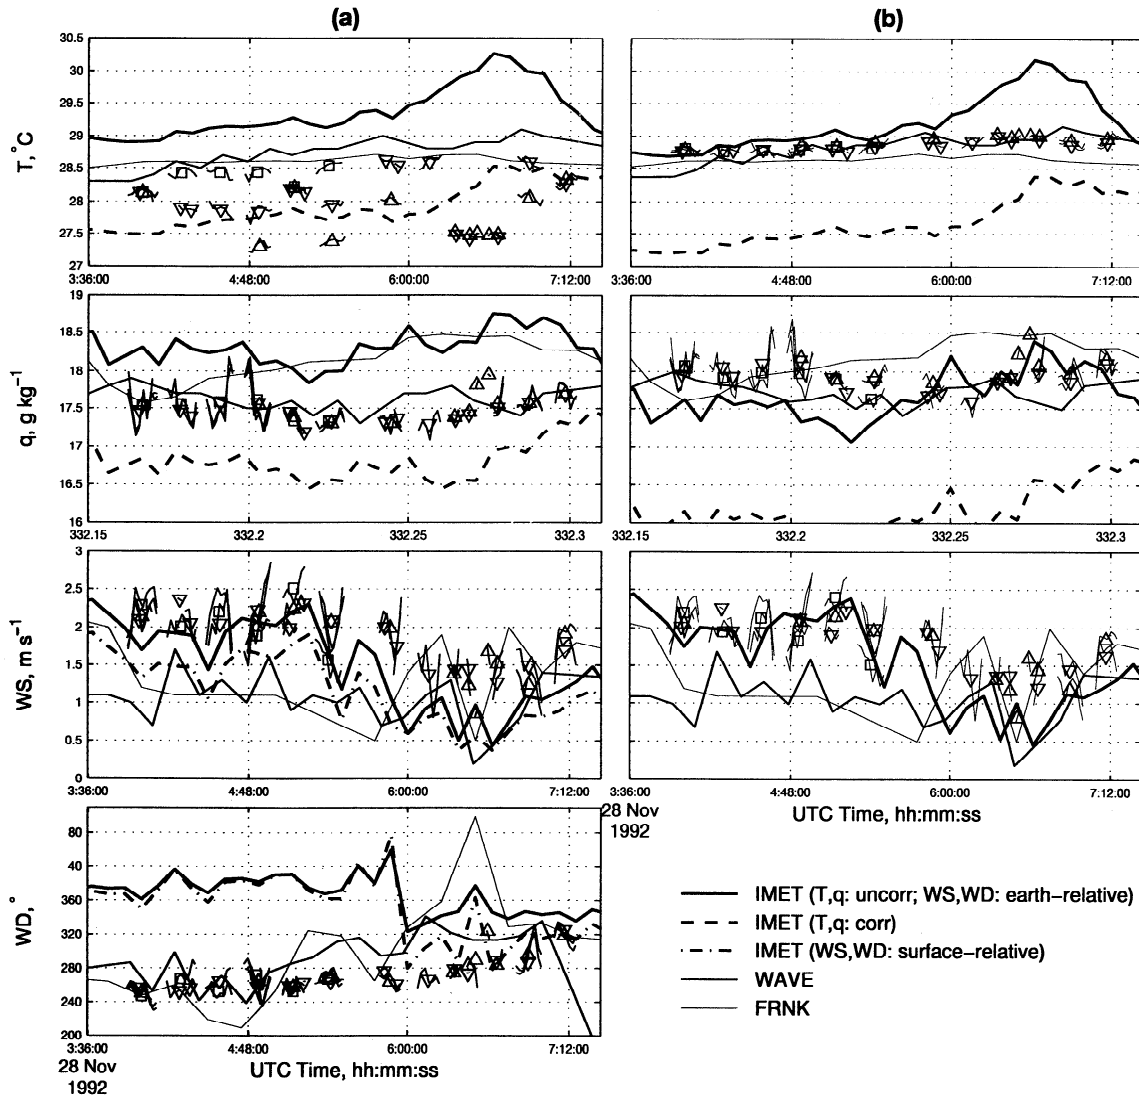 (a) (b)
T,°C
30.5
30
29.5
29
28.5
28
27.5
27
3:36:00 4:48:00 6:00:00 7:12:00
3:36:00 4:48:00 6:00:00 7:12:00
q, g kg⁻¹
19
18.5
18
17.5
17
16.5
16
332.15 332.2 332.25 332.3
332.15 332.2 332.25 332.3
WS, m s⁻¹
3
2.5
2
1.5
1
0.5
0
3:36:00 4:48:00 6:00:00 7:12:00
3:36:00 4:48:00 6:00:00 7:12:00
28 Nov
1992
UTC Time, hh:mm:ss
WD,°
80
40
360
320
280
240
200
3:36:00 4:48:00 6:00:00 7:12:00
28 Nov
1992
UTC Time, hh:mm:ss
IMET (T,q: uncorr; WS,WD: earth−relative)
IMET (T,q: corr)
IMET (WS,WD: surface−relative)
WAVE
FRNK